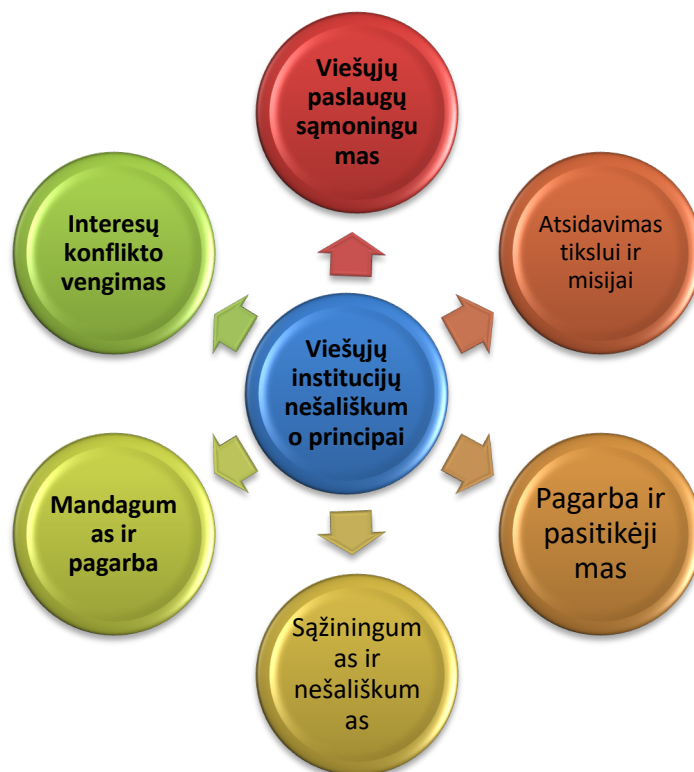 Viešųjų
paslaugų
sąmoningu
mas
Atsidavimas
tikslui ir
misijai
Pagarba ir
pasitikėji
mas
Sąžiningum
as ir
nešališkum
as
Mandagum
as ir
pagarba
Interesų
konflikto
vengimas
Viešųjų
institucijų
nešališkum
o principai